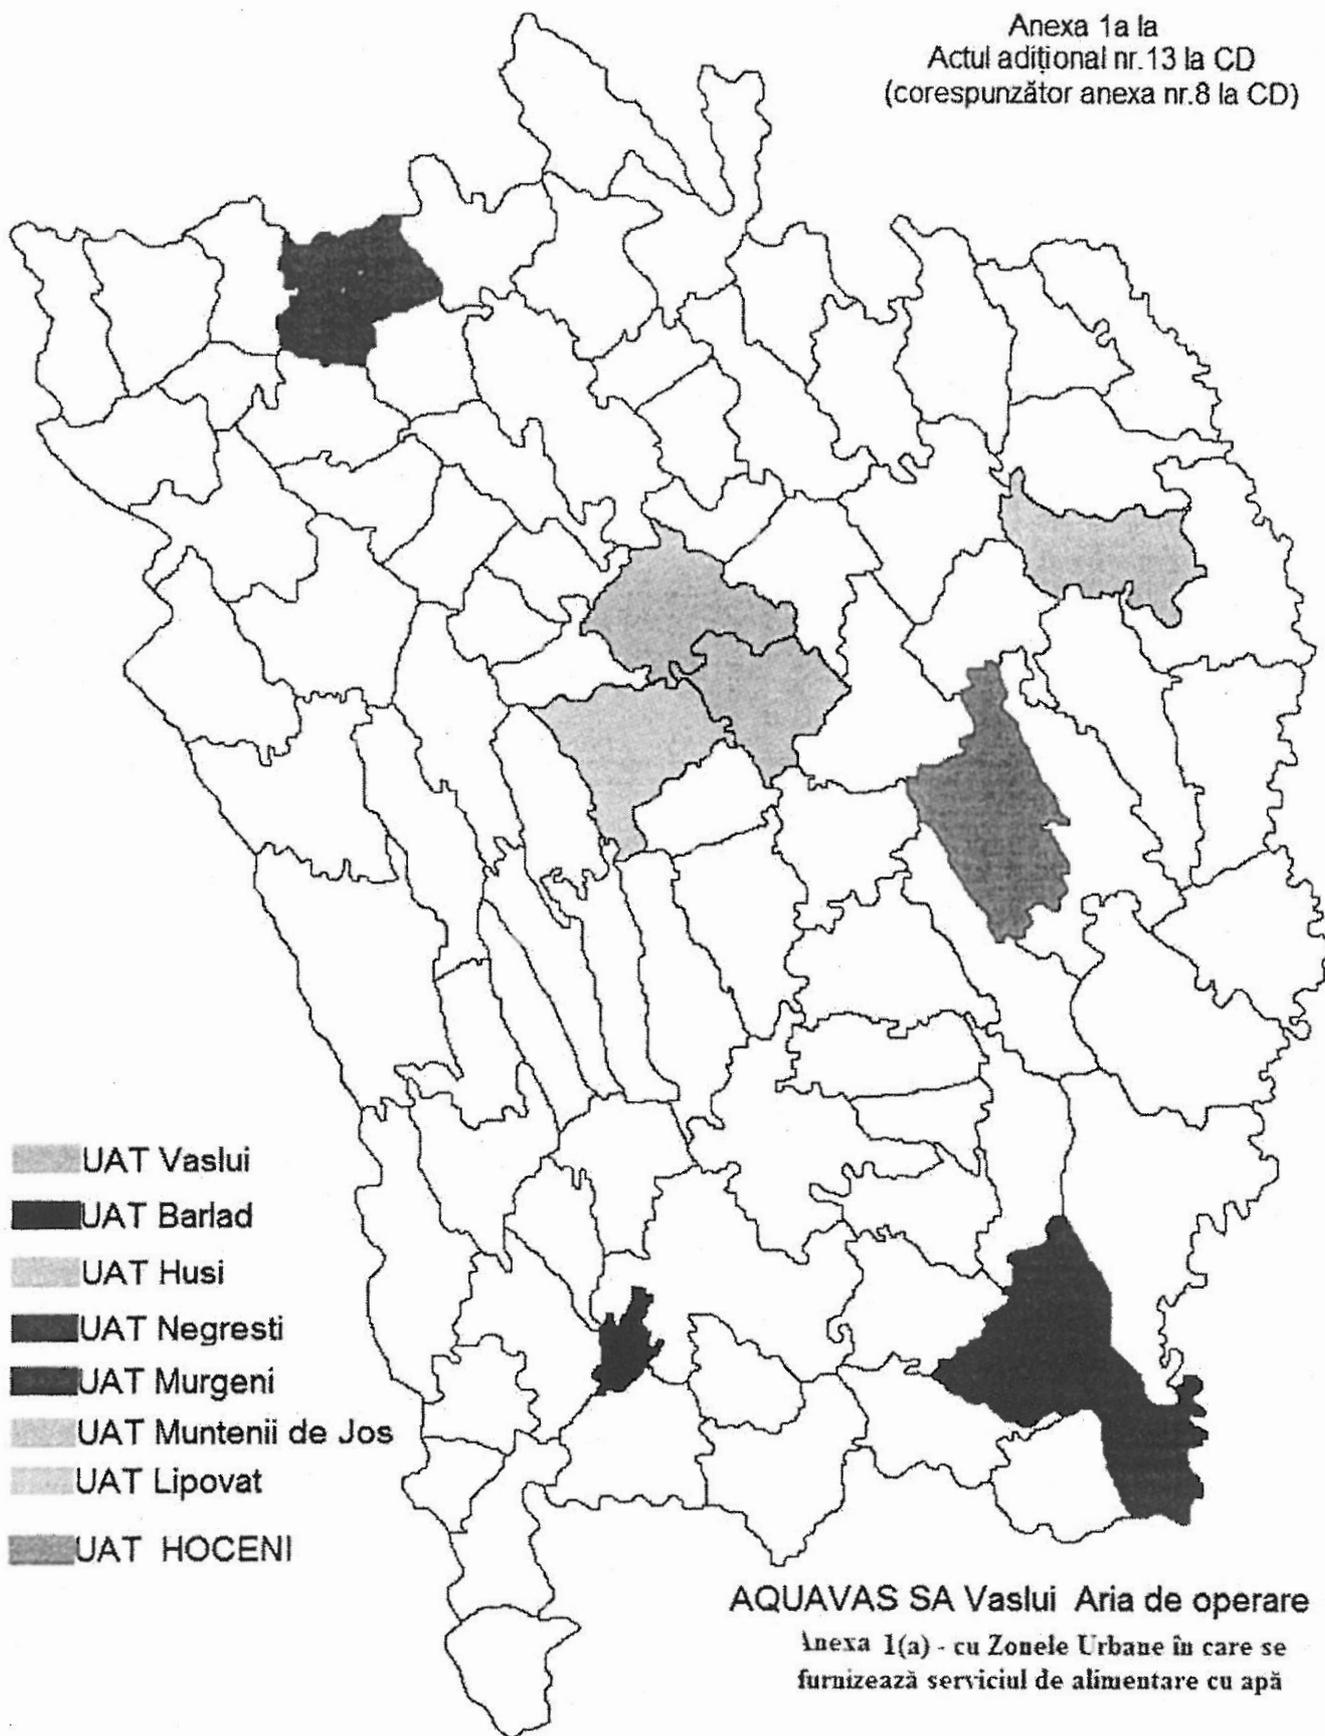 Anexa 1a la
Actul adițional nr.13 la CD
(corespunzător anexa nr.8 la CD)
UAT Vaslui
UAT Barlad
UAT Husi
UAT Negresti
UAT Murgeni
UAT Muntenii de Jos
UAT Lipovat
UAT HOCENI
AQUAVAS SA Vaslui Aria de operare
Anexa 1(a) - cu Zonele Urbane în care se
furnizează serviciul de alimentare cu apă